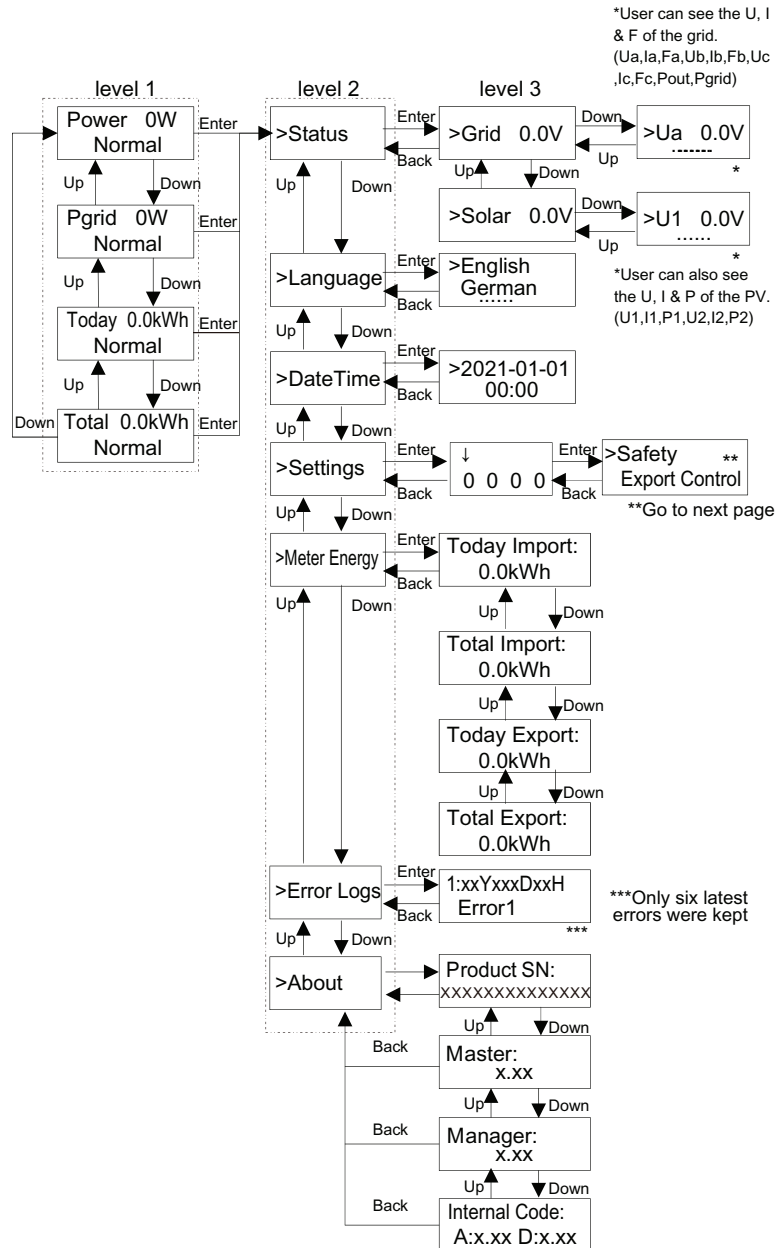 *User can see the U, I
& F of the grid.
(Ua,Ia,Fa,Ub,Ib,Fb,Uc
,Ic,Fc,Pout,Pgrid)
level 1
level 2
level 3
Power 0W
Normal
Enter
>Status
Enter
Back
>Grid 0.0V
Down
Up
>Ua 0.0V
*
Up
Down
Up
Down
Up
Down
Pgrid 0W
Normal
Enter
>Solar 0.0V
Down
Up
>U1 0.0V
......
*
Up
Down
>Language
Enter
Back
>English
German
......
*User can also see
the U, I & P of the PV.
(U1,I1,P1,U2,I2,P2)
Today 0.0kWh
Normal
Enter
Up
Down
Up
Down
>DateTime
Enter
Back
>2021-01-01
00:00
Down
Total 0.0kWh
Normal
Enter
Up
Down
>Settings
Enter
Back
↓
0 0 0 0
Enter
Back
>Safety **
Export Control
**Go to next page
Up
Down
>Meter Energy
Enter
Back
Today Import:
0.0kWh
Up
Down
Up
Down
Total Import:
0.0kWh
Up
Down
Today Export:
0.0kWh
Up
Down
Total Export:
0.0kWh
>Error Logs
Enter
Back
1:xxYxxxDxxH
Error1
***
***Only six latest
errors were kept
Up
Down
>About
Product SN:
XXXXXXXXXXXXXX
Up
Down
Back
Master:
x.xx
Up
Down
Back
Manager:
x.xx
Up
Down
Back
Internal Code:
A:x.xx D:x.xx